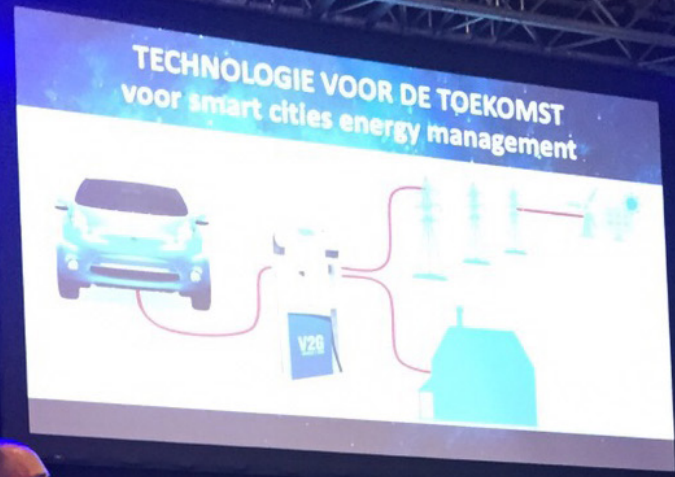 TECHNOLOGIE VOOR DE TOEKOMST
voor smart cities energy management
V2G